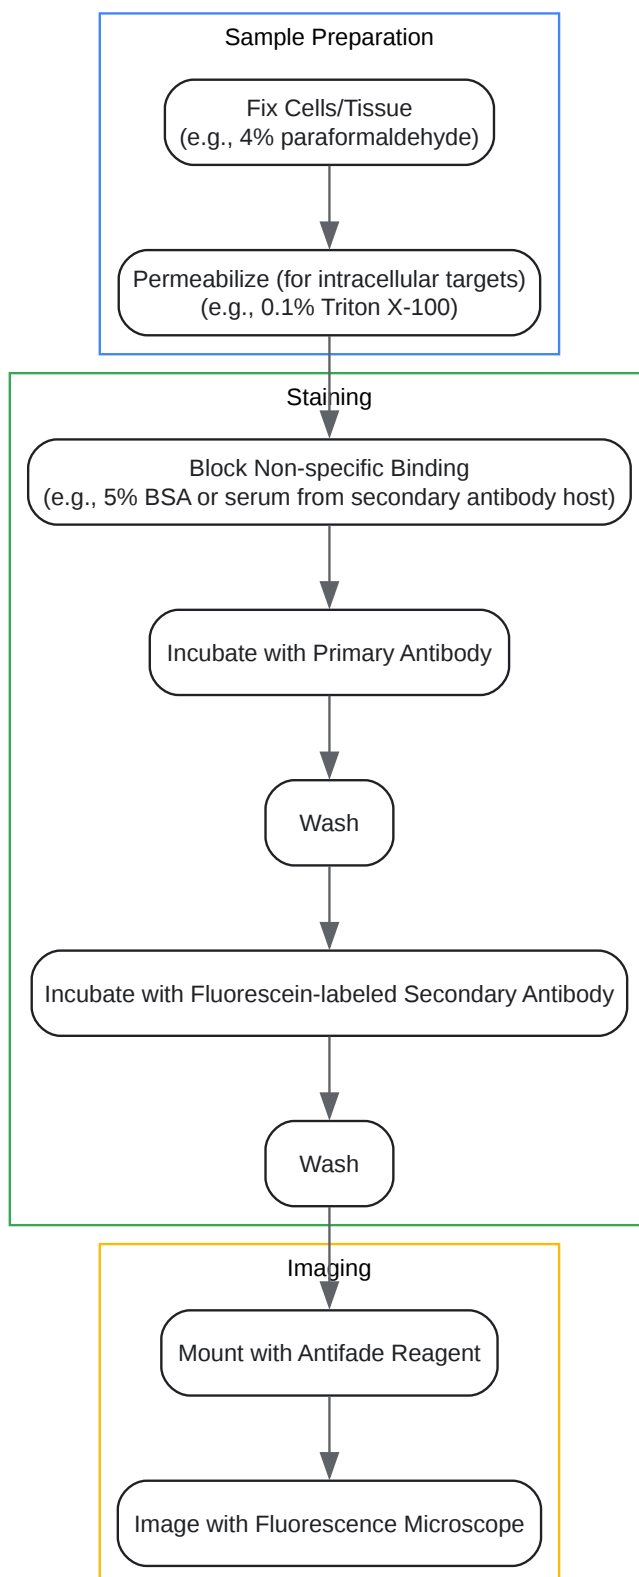 Sample Preparation
Fix Cells/Tissue
(e.g., 4% paraformaldehyde)
Permeabilize (for intracellular targets)
(e.g., 0.1% Triton X-100)
Staining
Block Non-specific Binding
(e.g., 5% BSA or serum from secondary antibody host)
Incubate with Primary Antibody
Wash
Incubate with Fluorescein-labeled Secondary Antibody
Wash
Imaging
Mount with Antifade Reagent
Image with Fluorescence Microscope